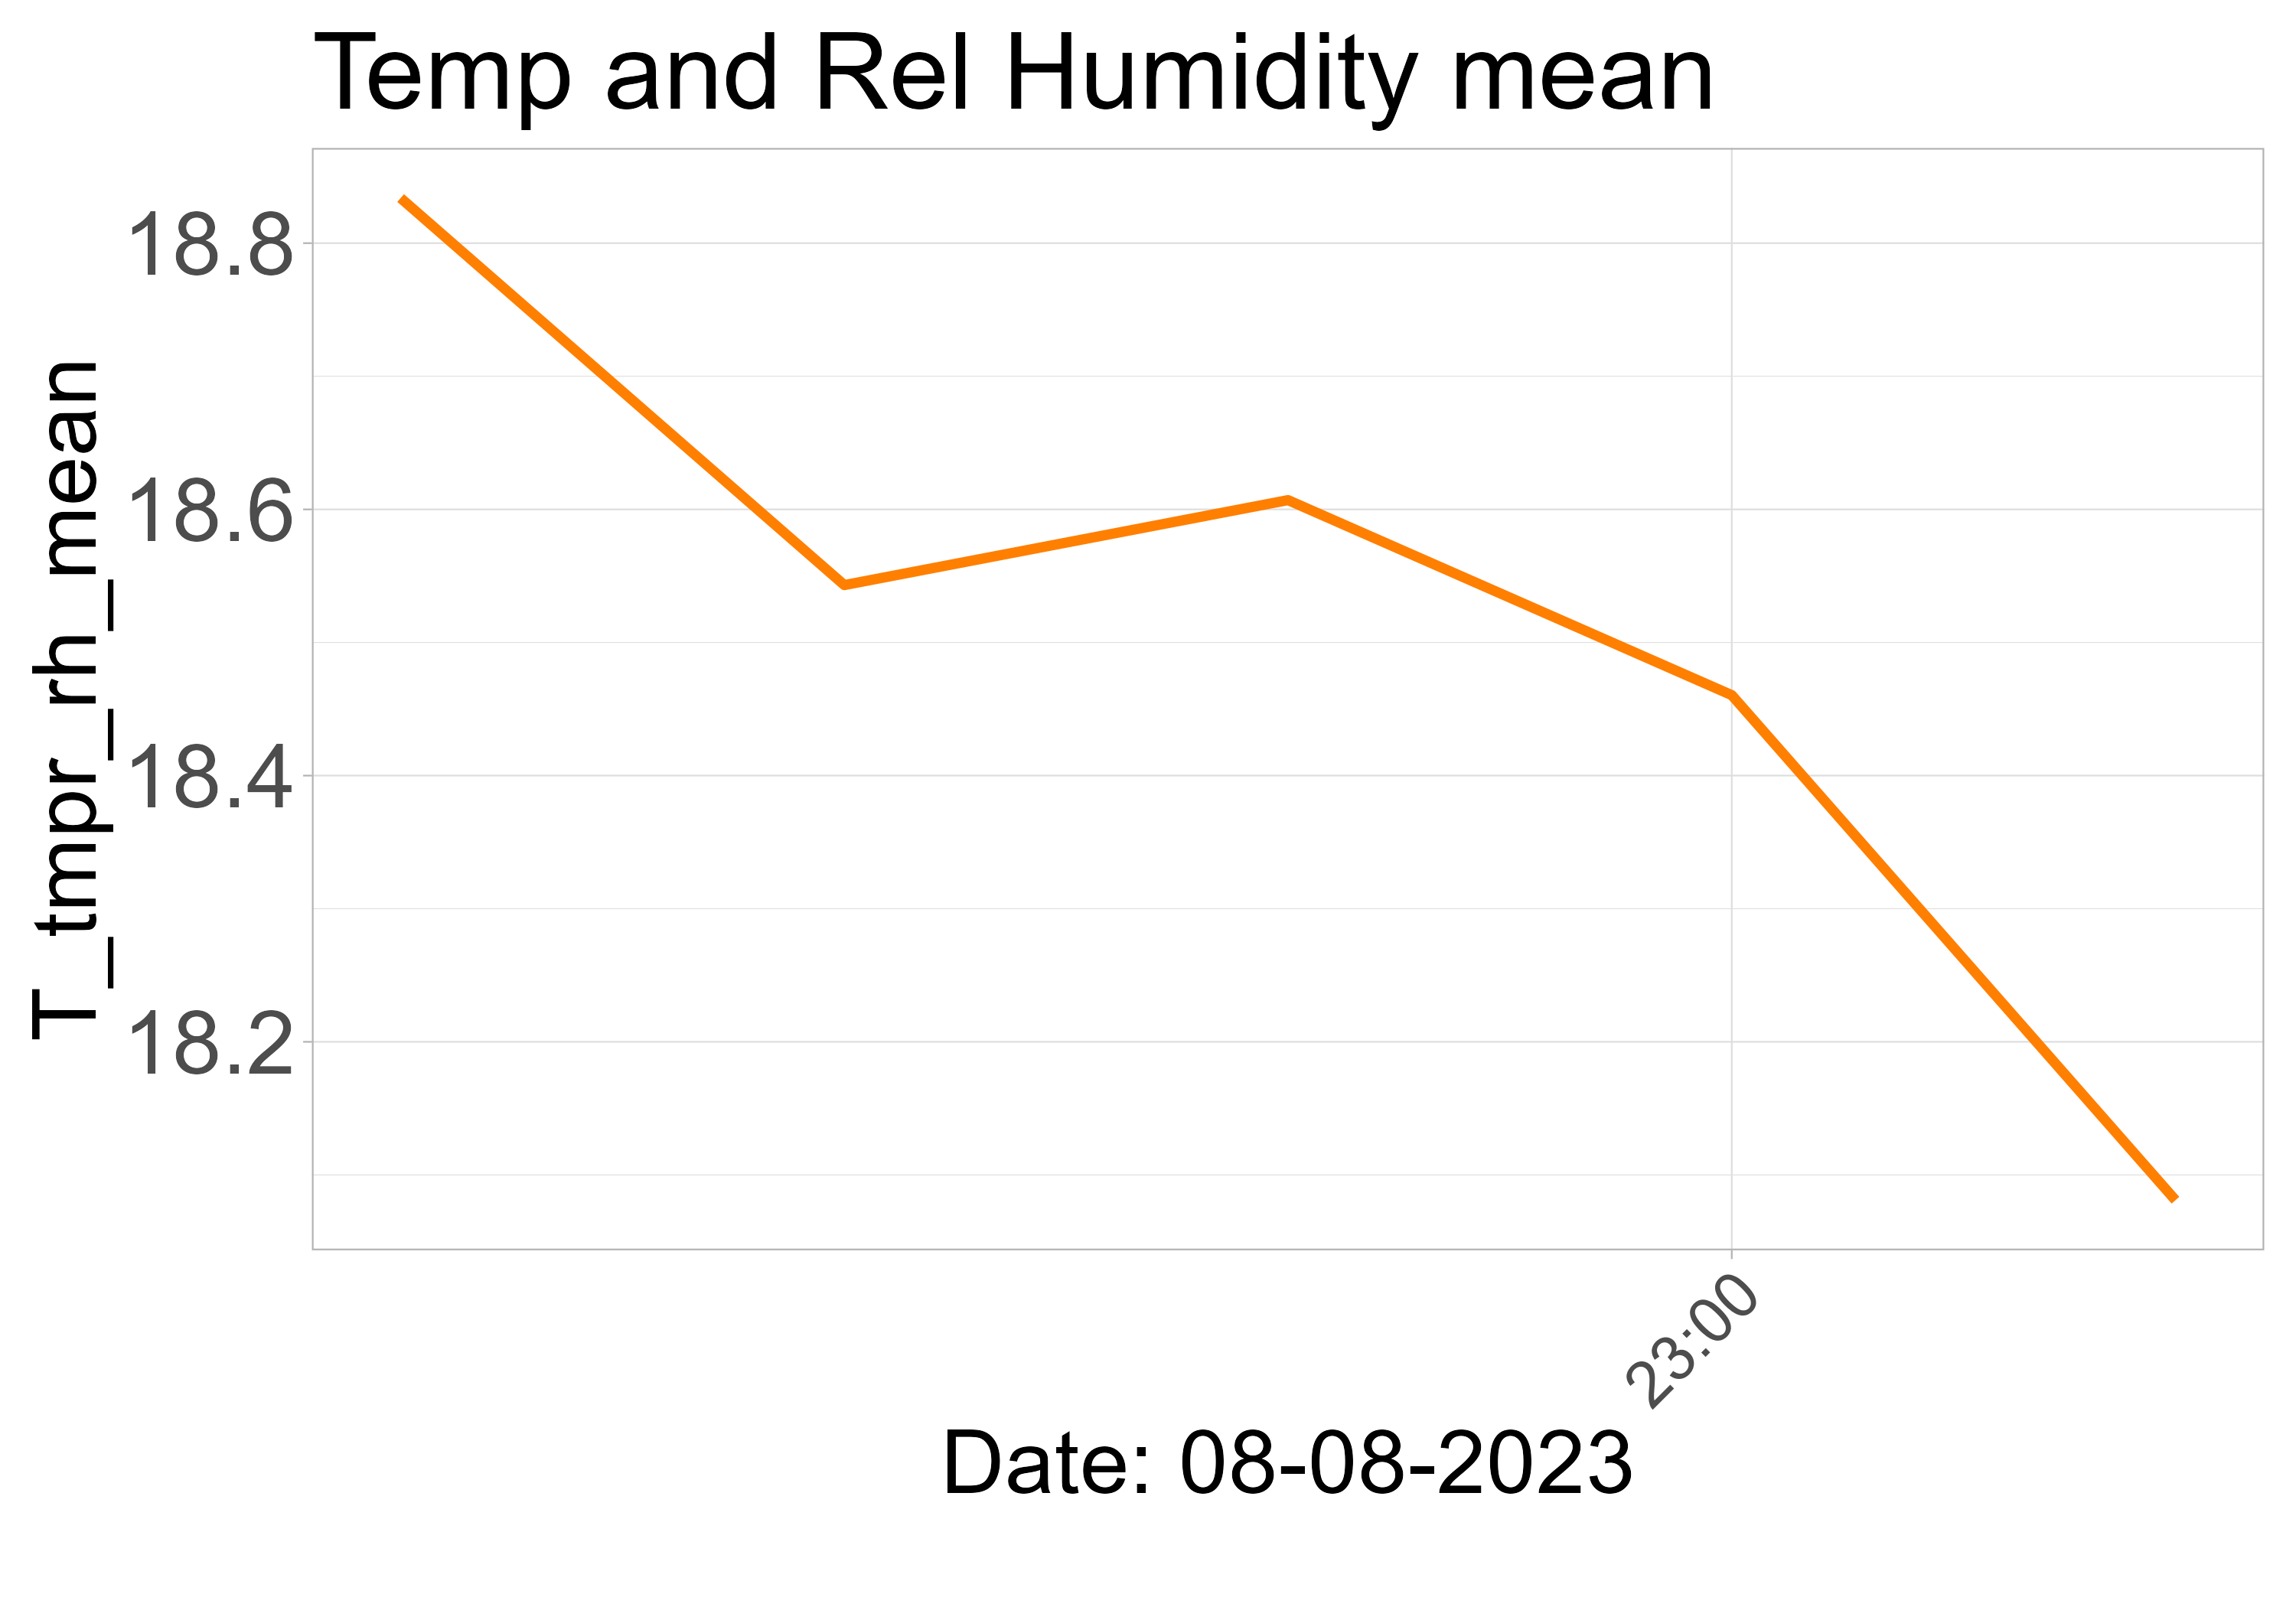 Temp and Rel Humidity mean
T_tmpr_rh_mean
18.8
18.6
18.4
18.2
23:00
Date: 08-08-2023